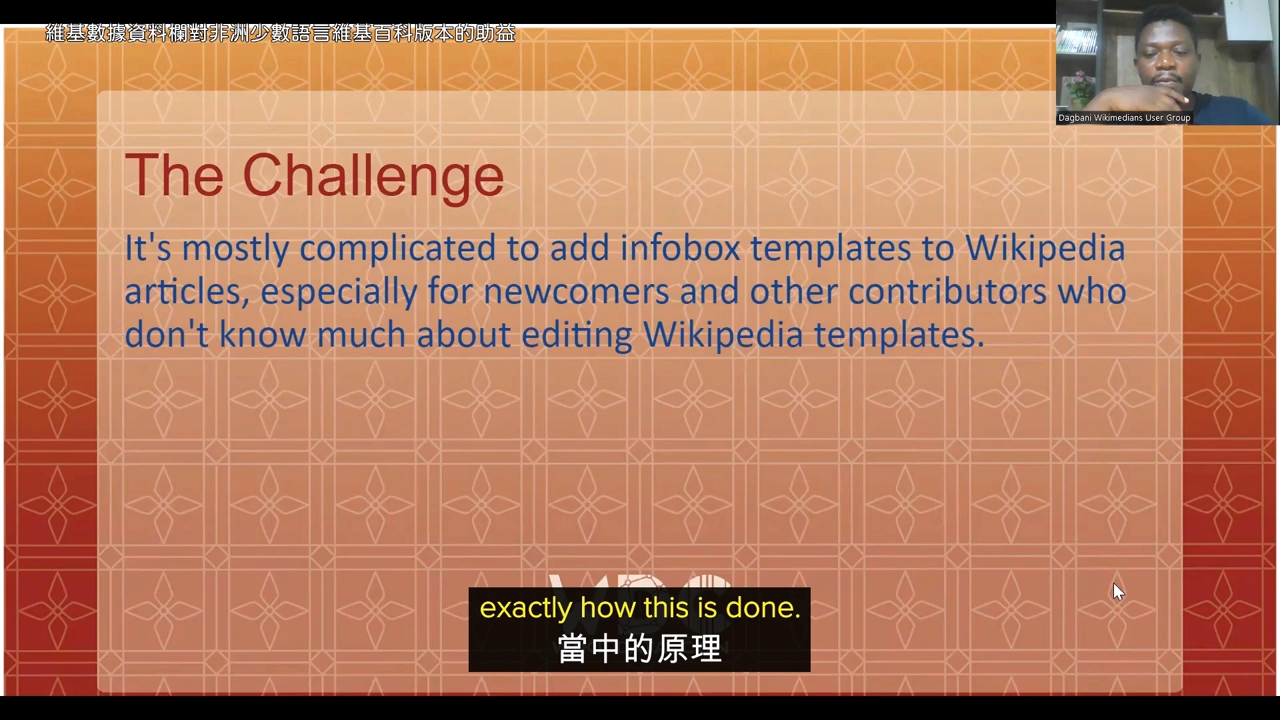 維基數據資料欄對非洲少數語言維基百科版本的助益
Dagbani Wikimedians User Group
The Challenge
It's mostly complicated to add infobox templates to Wikipedia
articles, especially for newcomers and other contributors who
don't know much about editing Wikipedia templates.
exactly how this is done.
當中的原理